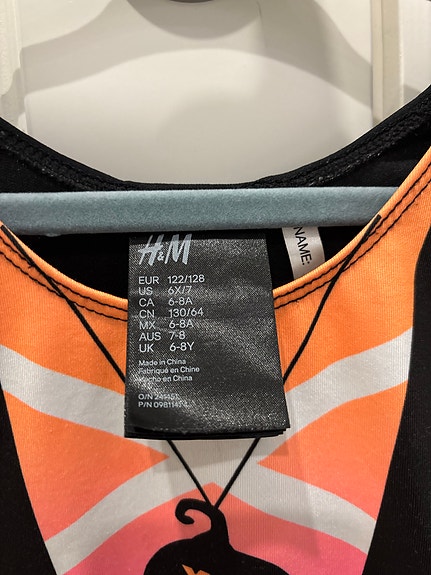 H&M
EUR 122/128
US 6X/7
CA 6-8A
CN 130/64
MX 6-8A
AUS 7-8
UK 6-8Y
Made in China
Fabriqué en Chine
Hecho en China
O/N 241451
NAME: